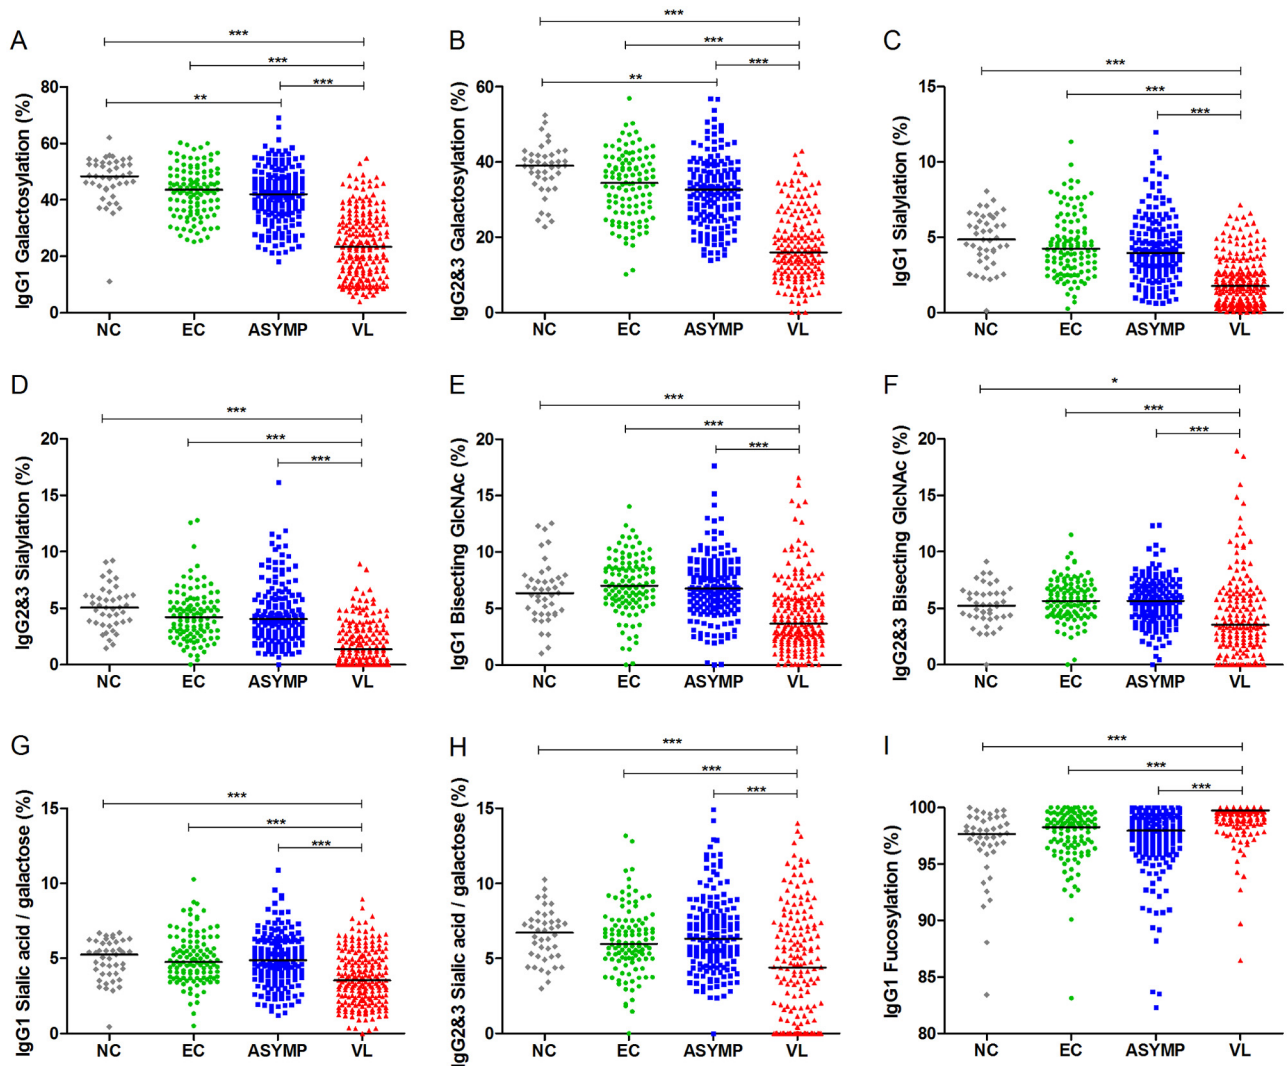 A
***
***
***
**
IgG1 Galactosylation (%)
80
60
40
20
0
NC EC ASYMP VL
B
***
***
***
**
IgG2&3 Galactosylation (%)
60
40
20
0
NC EC ASYMP VL
C
***
***
***
IgG1 Sialylation (%)
15
10
5
0
NC EC ASYMP VL
D
***
***
***
IgG2&3 Sialylation (%)
20
15
10
5
0
NC EC ASYMP VL
E
***
***
***
IgG1 Bisecting GlcNAc (%)
20
15
10
5
0
NC EC ASYMP VL
F
*
***
***
IgG2&3 Bisecting GlcNAc (%)
20
15
10
5
0
NC EC ASYMP VL
G
***
***
***
IgG1 Sialic acid / galactose (%)
15
10
5
0
NC EC ASYMP VL
H
***
***
***
IgG2&3 Sialic acid / galactose (%)
15
10
5
0
NC EC ASYMP VL
I
***
***
***
IgG1 Fucosylation (%)
100
95
90
85
80
NC EC ASYMP VL